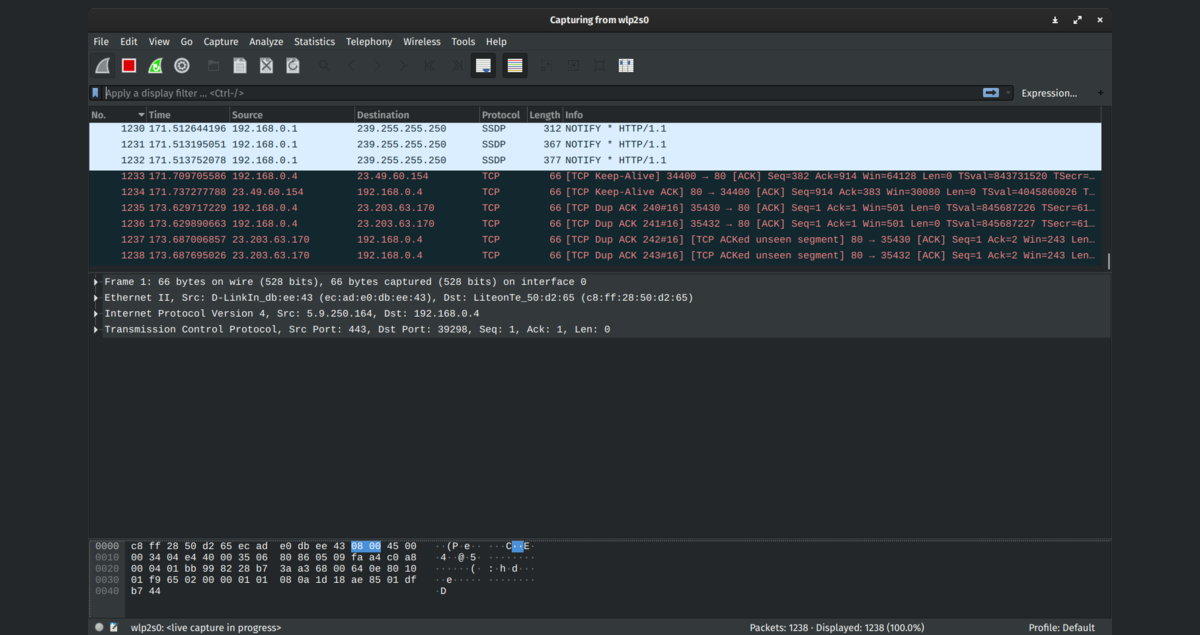 Capturing from wlp2s0
File Edit View Go Capture Analyze Statistics Telephony Wireless Tools Help
Apply a display filter ... <Ctrl-/> Expression... +
No. Time Source Destination Protocol Length Info
1230 171.512644196 192.168.0.1 239.255.255.250 SSDP 312 NOTIFY * HTTP/1.1
1231 171.513195051 192.168.0.1 239.255.255.250 SSDP 367 NOTIFY * HTTP/1.1
1232 171.513752078 192.168.0.1 239.255.255.250 SSDP 377 NOTIFY * HTTP/1.1
1233 171.709705586 192.168.0.4 23.49.60.154 TCP 66 [TCP Keep-Alive] 34400 → 80 [ACK] Seq=382 Ack=914 Win=64128 Len=0 TSval=843731520 TSecr=…
1234 171.737277788 23.49.60.154 192.168.0.4 TCP 66 [TCP Keep-Alive ACK] 80 → 34400 [ACK] Seq=914 Ack=383 Win=30080 Len=0 TSval=4045860026 T…
1235 173.629717229 192.168.0.4 23.203.63.170 TCP 66 [TCP Dup ACK 240#16] 35430 → 80 [ACK] Seq=1 Ack=1 Win=501 Len=0 TSval=845687226 TSecr=61…
1236 173.629890663 192.168.0.4 23.203.63.170 TCP 66 [TCP Dup ACK 241#16] 35432 → 80 [ACK] Seq=1 Ack=1 Win=501 Len=0 TSval=845687227 TSecr=61…
1237 173.687006857 23.203.63.170 192.168.0.4 TCP 66 [TCP Dup ACK 242#16] [TCP ACKed unseen segment] 80 → 35430 [ACK] Seq=1 Ack=2 Win=243 Len…
1238 173.687695026 23.203.63.170 192.168.0.4 TCP 66 [TCP Dup ACK 243#16] [TCP ACKed unseen segment] 80 → 35432 [ACK] Seq=1 Ack=2 Win=243 Len…
Frame 1: 66 bytes on wire (528 bits), 66 bytes captured (528 bits) on interface 0
Ethernet II, Src: D-LinkIn_db:ee:43 (ec:ad:e0:db:ee:43), Dst: LiteonTe_50:d2:65 (c8:ff:28:50:d2:65)
Internet Protocol Version 4, Src: 5.9.250.164, Dst: 192.168.0.4
Transmission Control Protocol, Src Port: 443, Dst Port: 39298, Seq: 1, Ack: 1, Len: 0
0000 c8 ff 28 50 d2 65 ec ad e0 db ee 43 08 00 45 00 ··(P·e·· ···C··E·
0010 00 34 04 e4 40 00 35 06 80 86 05 09 fa a4 c0 a8 ·4··@·5· ········
0020 00 04 01 bb 99 82 28 b7 3a a3 68 00 64 0e 80 10 ······(· :·h·d···
0030 01 f9 65 02 00 00 01 01 08 0a 1d 18 ae 85 01 df ··e····· ········
0040 b7 44 ·D
wlp2s0: <live capture in progress> Packets: 1238 · Displayed: 1238 (100.0%) Profile: Default